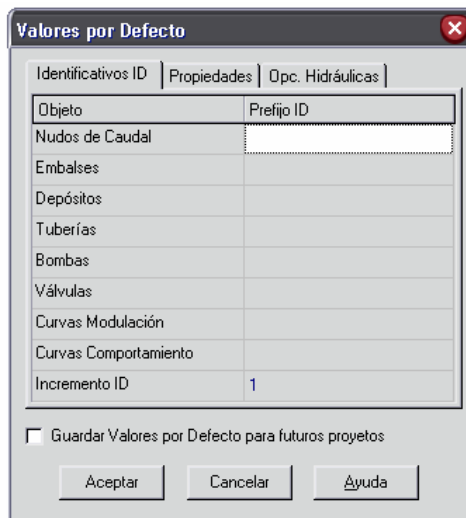 Valores por Defecto
Identificativos ID Propiedades Opc. Hidráulicas
Objeto Prefijo ID
Nudos de Caudal
Embalses
Depósitos
Tuberías
Bombas
Válvulas
Curvas Modulación
Curvas Comportamiento
Incremento ID 1
Guardar Valores por Defecto para futuros proyetos
Aceptar Cancelar Ayuda